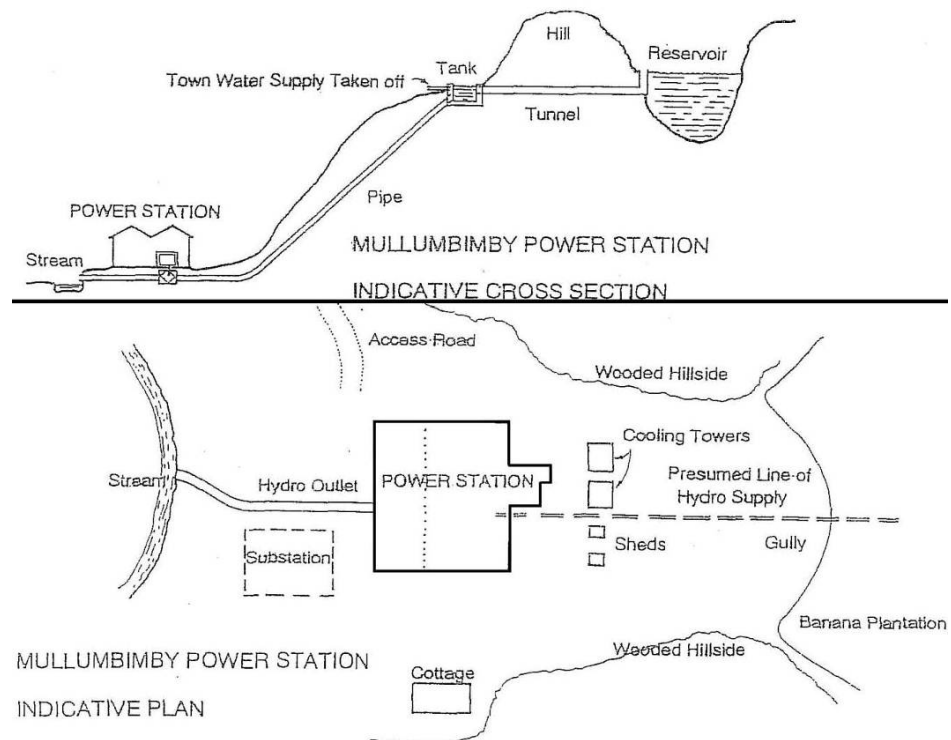 Hill
Reservoir
Tank
Town Water Supply Taken off
Tunnel
Pipe
POWER STATION
Stream
MULLUMBIMBY POWER STATION
INDICATIVE CROSS SECTION
Access Road
Wooded Hillside
Cooling Towers
Stream
Hydro Outlet
POWER STATION
Presumed Line of
Hydro Supply
Substation
Sheds
Gully
Banana Plantation
MULLUMBIMBY POWER STATION
Wooded Hillside
Cottage
INDICATIVE PLAN